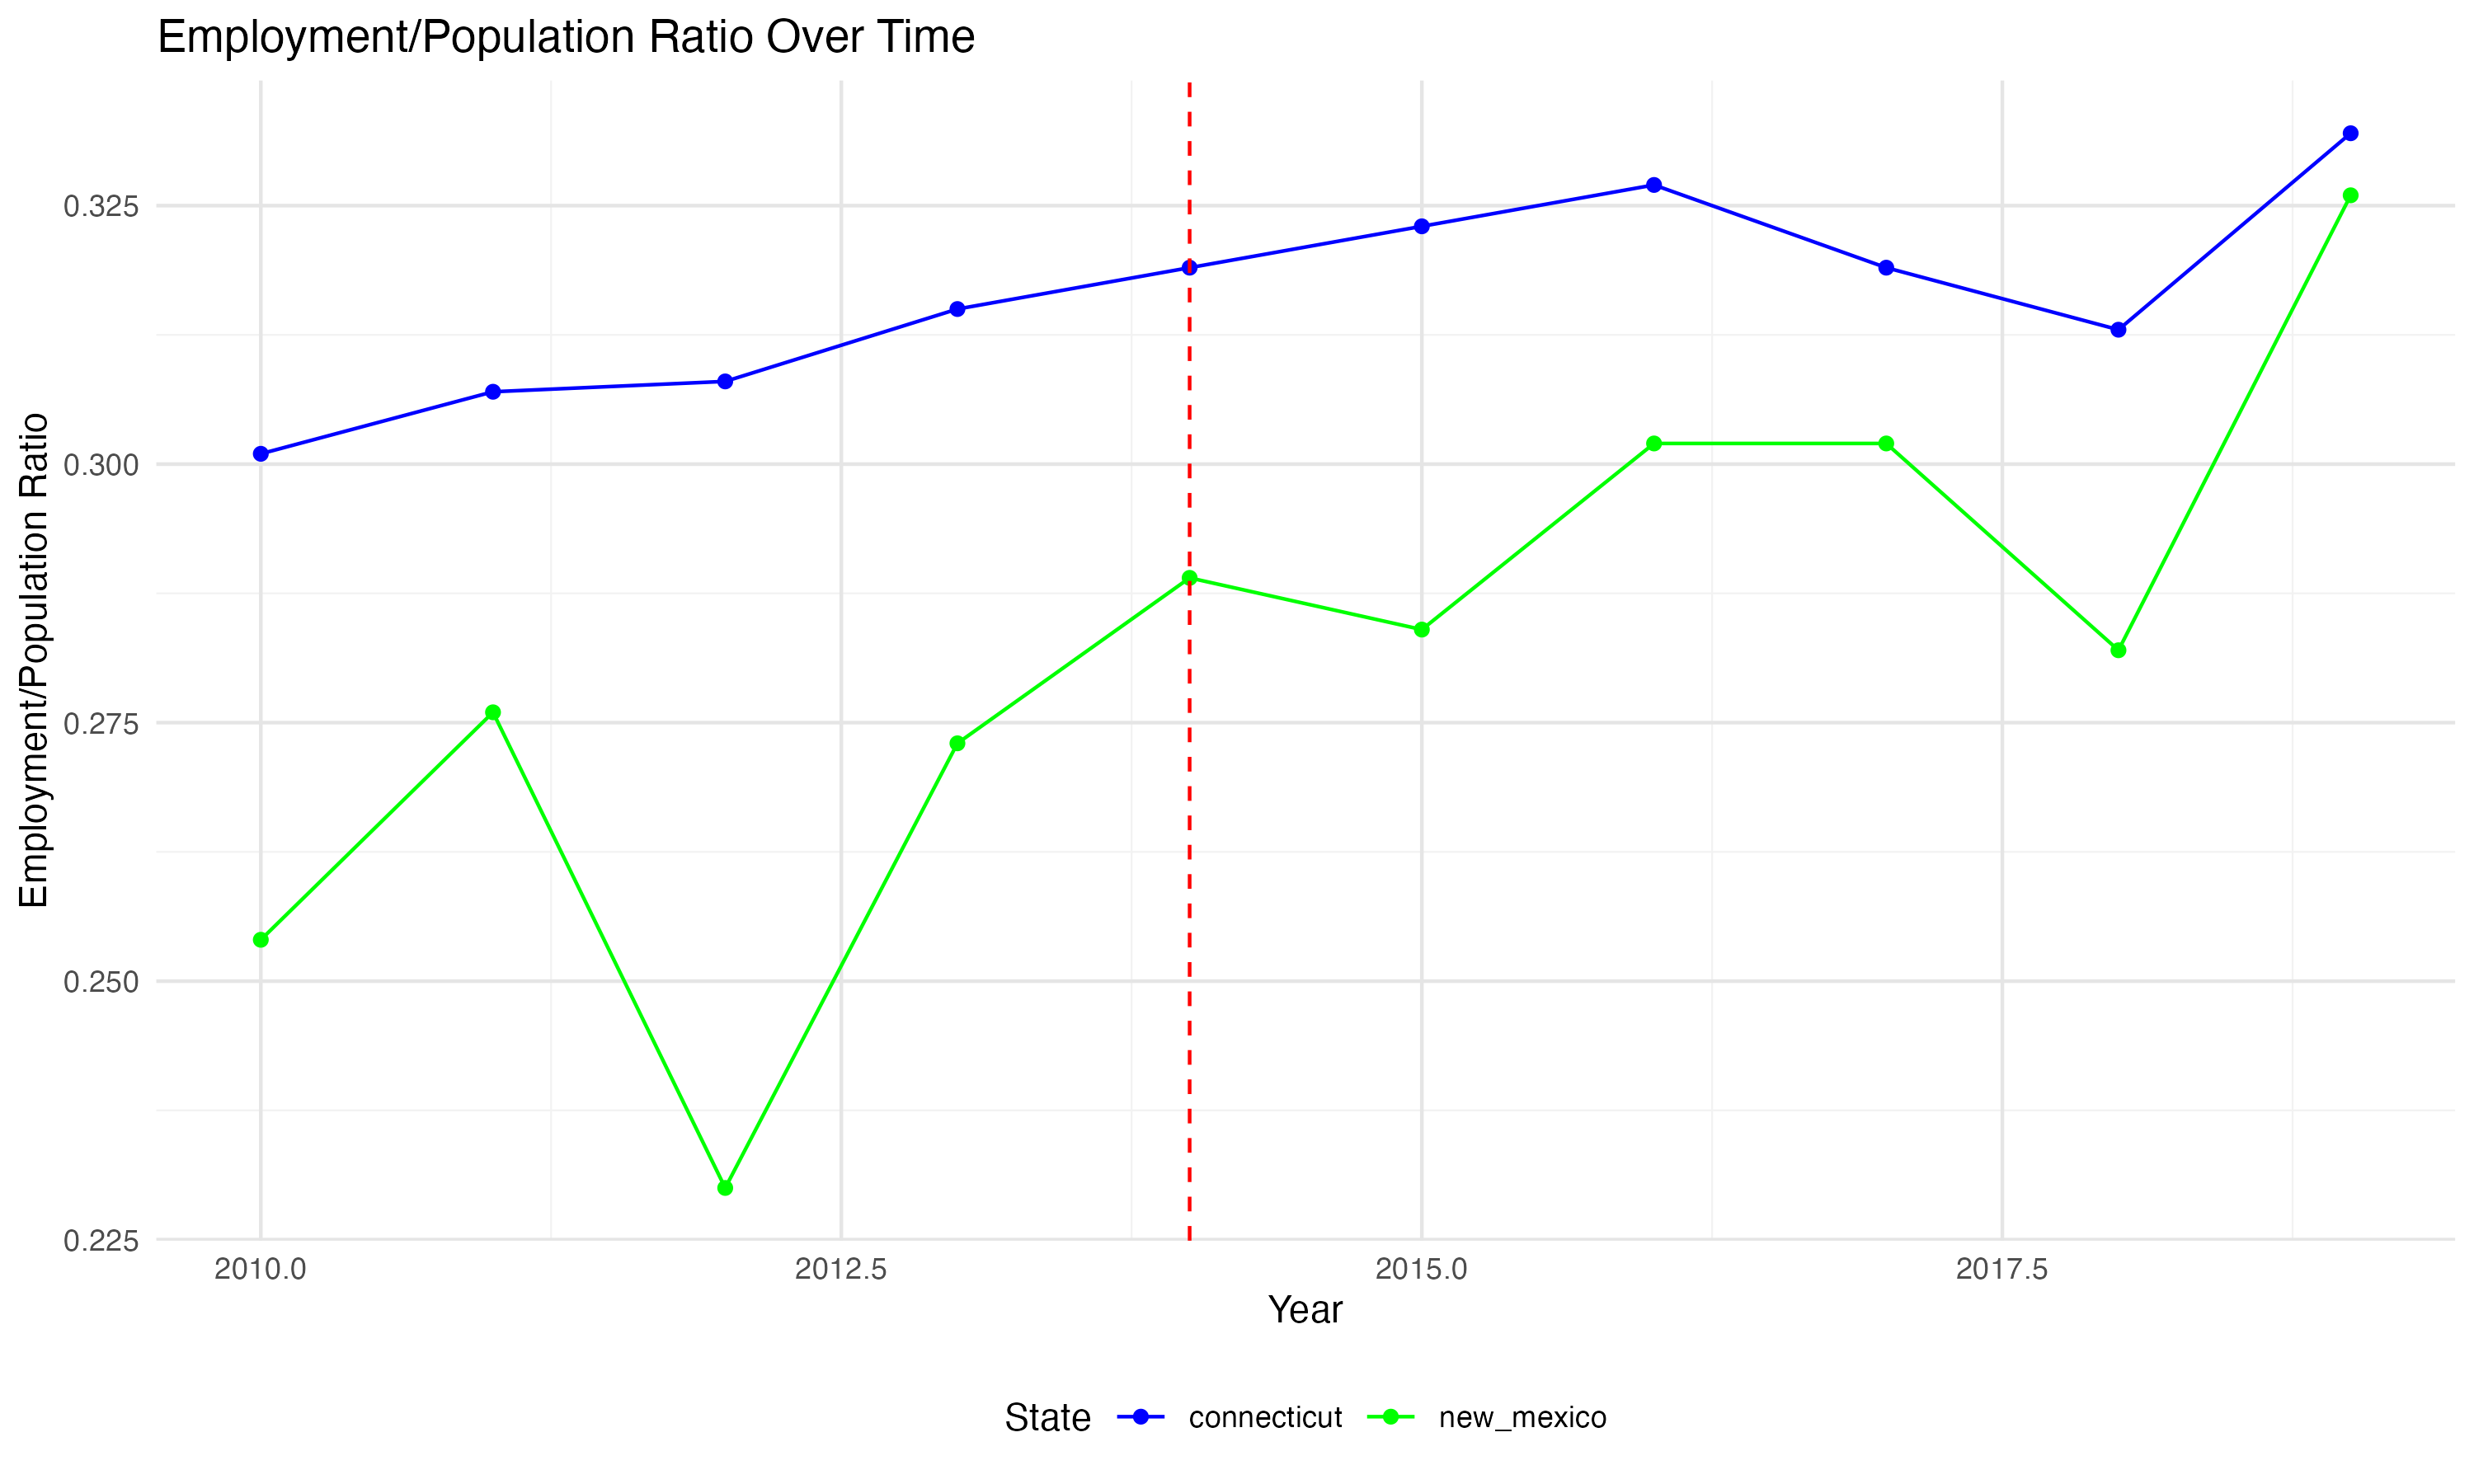 Employment/Population Ratio Over Time
Employment/Population Ratio
0.325
0.300
0.275
0.250
0.225
2010.0 2012.5 2015.0 2017.5
Year
State connecticut new_mexico